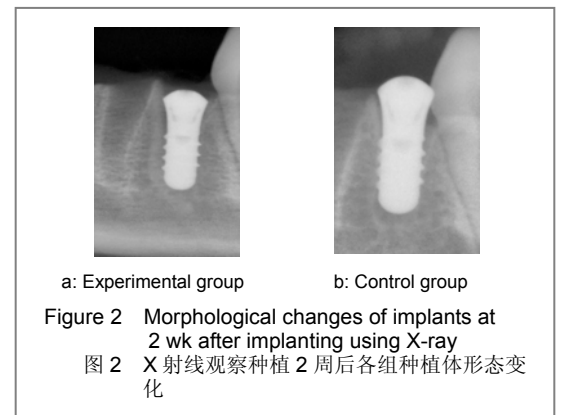 a: Experimental group
b: Control group
Figure 2 Morphological changes of implants at
2 wk after implanting using X-ray
图 2 X 射线观察种植 2 周后各组种植体形态变
化